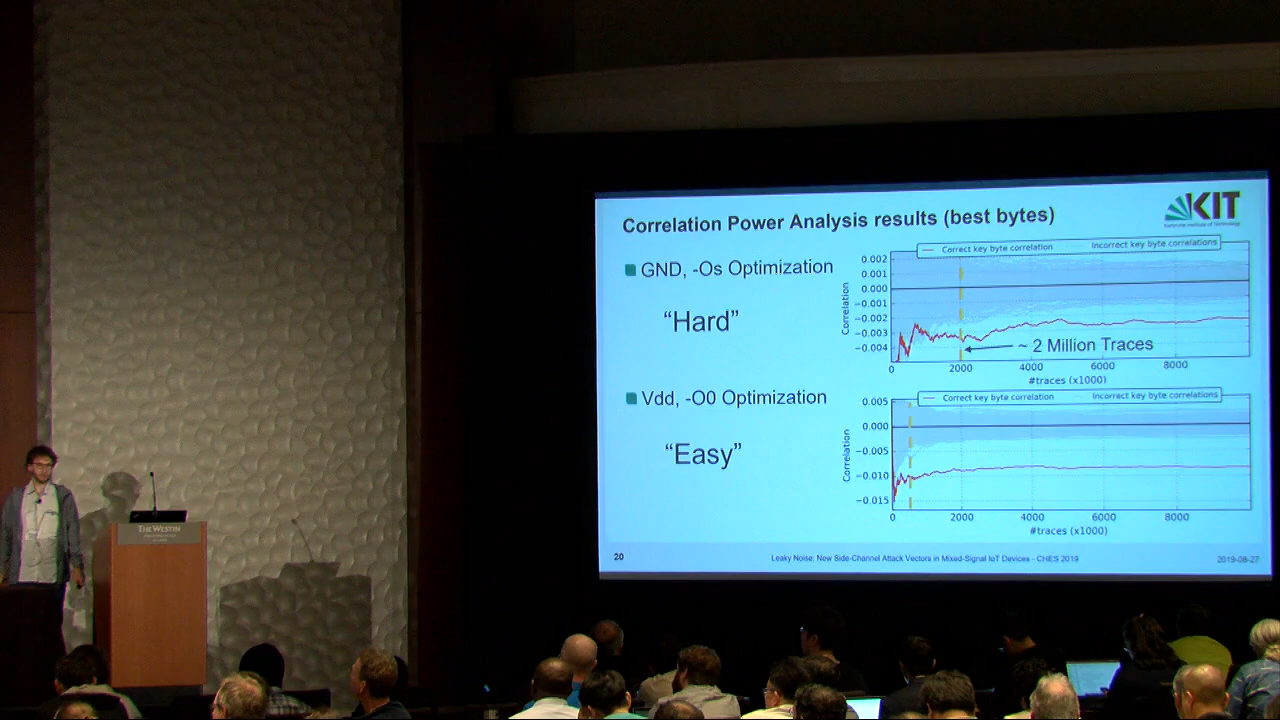 Correlation Power Analysis results (best bytes)
KIT
Karlsruhe Institute of Technology
GND, -Os Optimization
"Hard"
Correct key byte correlation
Incorrect key byte correlations
0.002
0.001
0.000
−0.001
−0.002
−0.003
−0.004
Correlation
~ 2 Million Traces
0 2000 4000 6000 8000
#traces (x1000)
Vdd, -O0 Optimization
"Easy"
Correct key byte correlation
Incorrect key byte correlations
0.005
0.000
−0.005
−0.010
−0.015
Correlation
0 2000 4000 6000 8000
#traces (x1000)
20
Leaky Noise: New Side-Channel Attack Vectors in Mixed-Signal IoT Devices - CHES 2019
2019-08-27
THE WESTIN